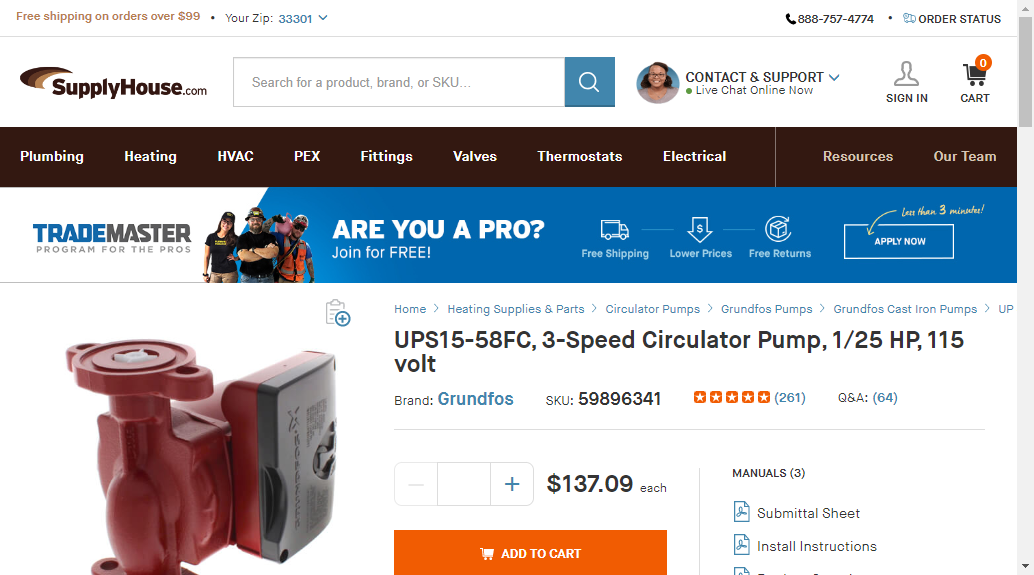 Free shipping on orders over $99 • Your Zip: 33301
888-757-4774 • ORDER STATUS
SupplyHouse.com
Search for a product, brand, or SKU...
CONTACT & SUPPORT
Live Chat Online Now
SIGN IN
0
CART
Plumbing Heating HVAC PEX Fittings Valves Thermostats Electrical Resources Our Team
TRADEMASTER
PROGRAM FOR THE PROS
ARE YOU A PRO?
Join for FREE!
Free Shipping
Lower Prices
Free Returns
less than 3 minutes!
APPLY NOW
Home > Heating Supplies & Parts > Circulator Pumps > Grundfos Pumps > Grundfos Cast Iron Pumps > UP
UPS15-58FC, 3-Speed Circulator Pump, 1/25 HP, 115
volt
Brand: Grundfos SKU: 59896341 (261) Q&A: (64)
— + $137.09 each
ADD TO CART
MANUALS (3)
Submittal Sheet
Install Instructions